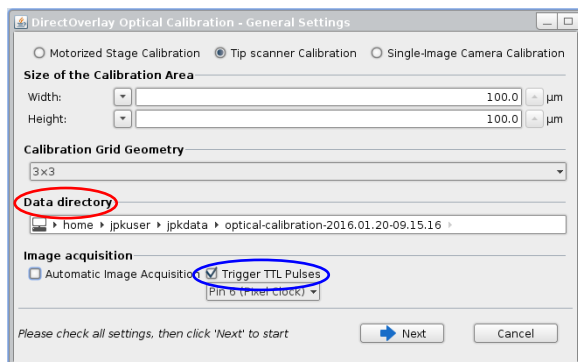 DirectOverlay Optical Calibration - General Settings
Motorized Stage Calibration Tip scanner Calibration Single-Image Camera Calibration
Size of the Calibration Area
Width: 100.0 µm
Height: 100.0 µm
Calibration Grid Geometry
3×3
Data directory
home jpkuser jpkdata optical-calibration-2016.01.20-09.15.16
Image acquisition
Automatic Image Acquisition Trigger TTL Pulses
Pin 6 (Pixel Clock)
Please check all settings, then click 'Next' to start Next Cancel